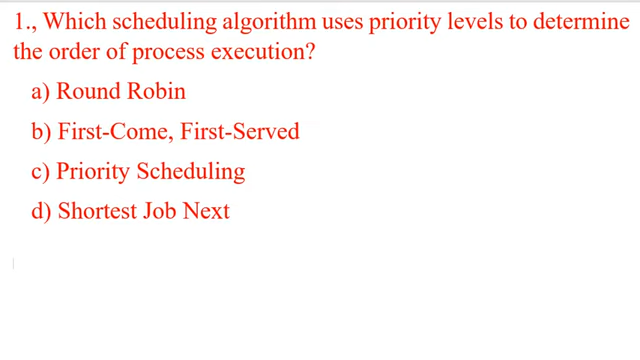 1., Which scheduling algorithm uses priority levels to determine
the order of process execution?
a) Round Robin
b) First-Come, First-Served
c) Priority Scheduling
d) Shortest Job Next